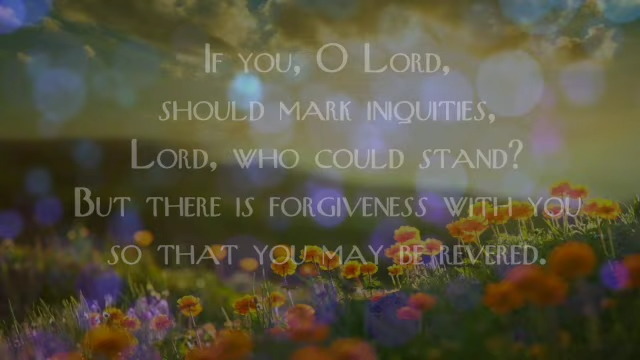 If you, O Lord,
should mark iniquities,
Lord, who could stand?
But there is forgiveness with you
so that you may be revered.